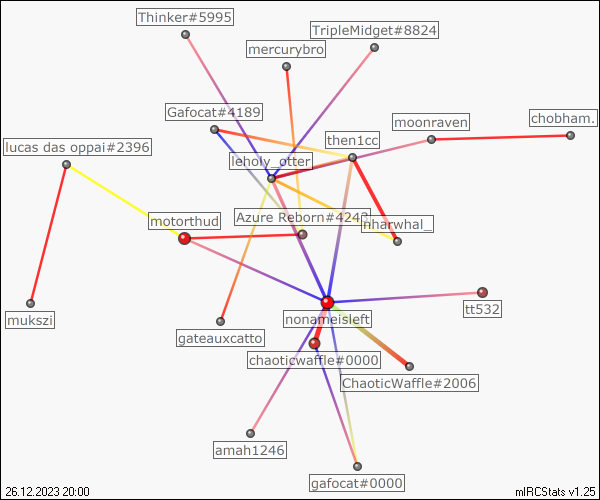 Thinker#5995
TripleMidget#8824
mercurybro
Gafocat#4189
moonraven
chobham.
then1cc
lucas das oppai#2396
leholy_otter
Azure Reborn#4242
narwhal_
motorthud
mukszi
nonameisleft
tt532
gateauxcatto
chaoticwaffle#0000
ChaoticWaffle#2006
amah1246
gafocat#0000
26.12.2023 20:00
mIRCStats v1.25